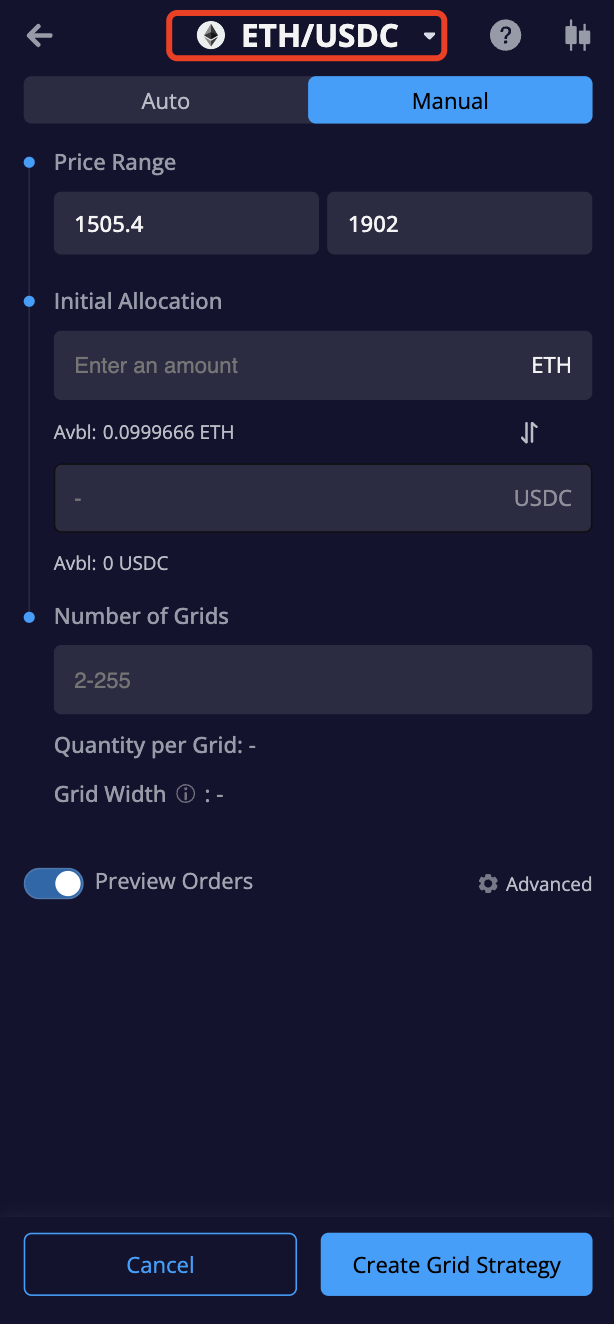 ETH/USDC ?
Auto Manual
Price Range
1505.4 1902
Initial Allocation
Enter an amount ETH
Avbl: 0.0999666 ETH
- USDC
Avbl: 0 USDC
Number of Grids
2-255
Quantity per Grid: -
Grid Width ⓘ : -
Preview Orders Advanced
Cancel Create Grid Strategy